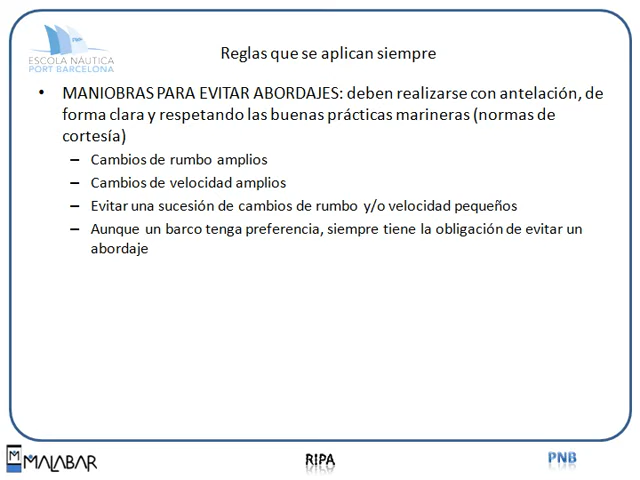 ESCOLA NÁUTICA
PORT BARCELONA
Reglas que se aplican siempre
• MANIOBRAS PARA EVITAR ABORDAJES: deben realizarse con antelación, de
forma clara y respetando las buenas prácticas marineras (normas de
cortesía)
– Cambios de rumbo amplios
– Cambios de velocidad amplios
– Evitar una sucesión de cambios de rumbo y/o velocidad pequeños
– Aunque un barco tenga preferencia, siempre tiene la obligación de evitar un
abordaje
MALABAR
RIPA
PNB